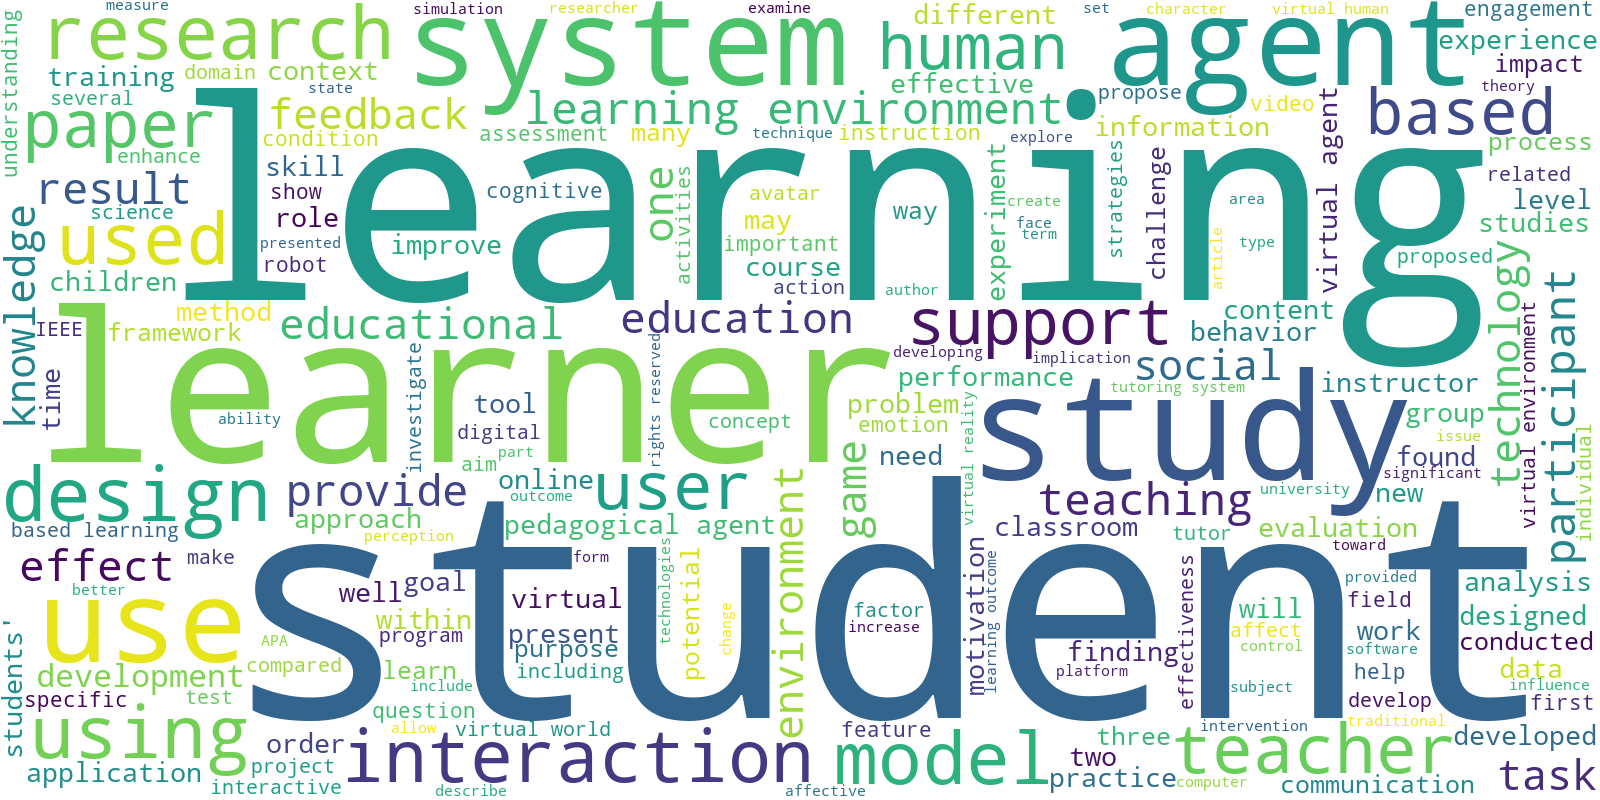 measure
simulation
researcher
examine
different
set
character
virtual human
engagement
understanding
research
system
human
agent
experience
training
domain
context
effective
impact
several
state
feedback
learning environment
propose
video
theory
paper
condition
assessment
many
technique
instruction
explore
information
based
enhance
process
result
skill
show
cognitive
activities
one
avatar
way
experiment
create
strategies
challenge
virtual agent
related
level
science
role
may
area
face
term
studies
used
presented
improve
important
type
article
knowledge
robot
course
proposed
children
action
author
learning
technology
method
content
IEEE
framework
educational
education
support
behavior
participant
time
learner
investigate
rights reserved
developing
implication
social
virtual environment
performance
tutoring system
instructor
tool
problem
study
group
ability
digital
concept
emotion
issue
part
need
found
individual
aim
virtual reality
significant
design
provide
online
user
environment
game
teaching
university
new
outcome
based learning
approach
pedagogical agent
classroom
tutor
evaluation
perception
effect
make
form
toward
better
goal
technologies
potential
motivation
learning outcome
effectiveness
provided
analysis
use
student
well
virtual
factor
will
field
within
change
increase
affect
work
designed
students'
APA
program
present
purpose
control
software
conducted
compared
learn
including
finding
platform
help
data
development
include
subject
influence
specific
test
question
develop
first
using
allow
virtual world
feature
intervention
traditional
order
interaction
model
three
teacher
developed
application
project
two
interactive
practice
computer
communication
task
describe
affective